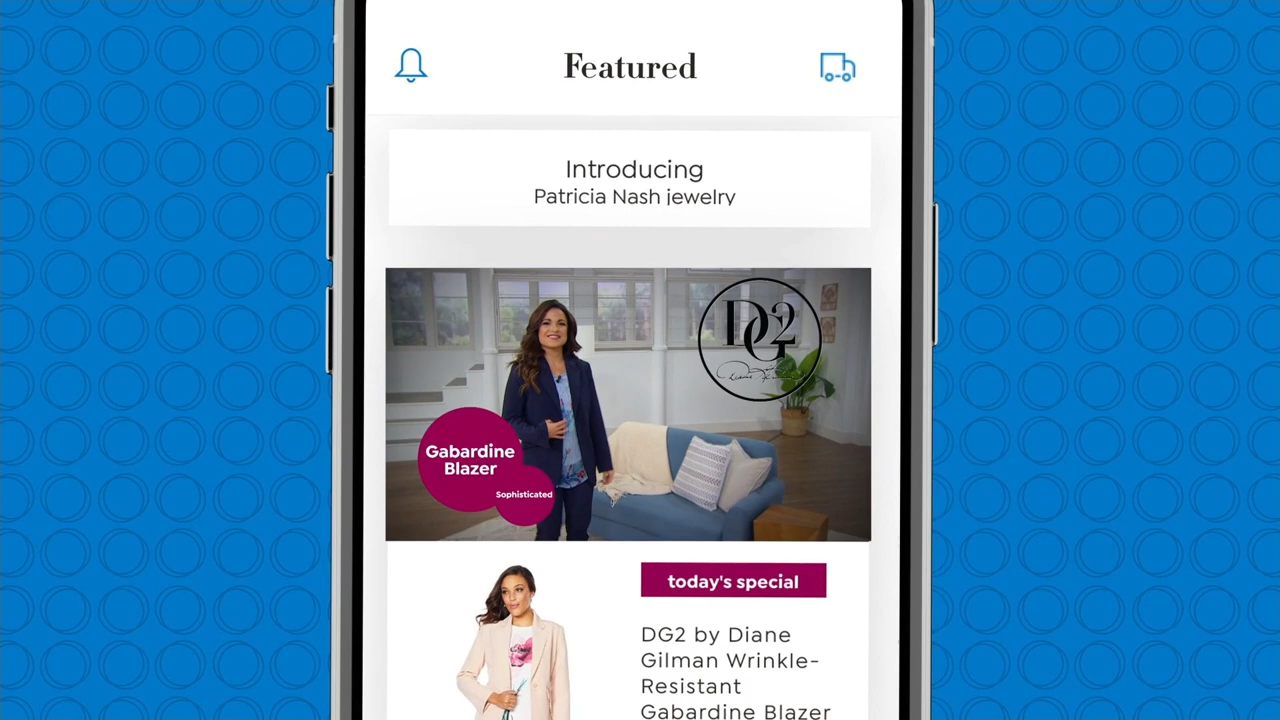 Featured
Introducing
Patricia Nash jewelry
DG2
Gabardine
Blazer
Sophisticated
today's special
DG2 by Diane
Gilman Wrinkle-
Resistant
Gabardine Blazer